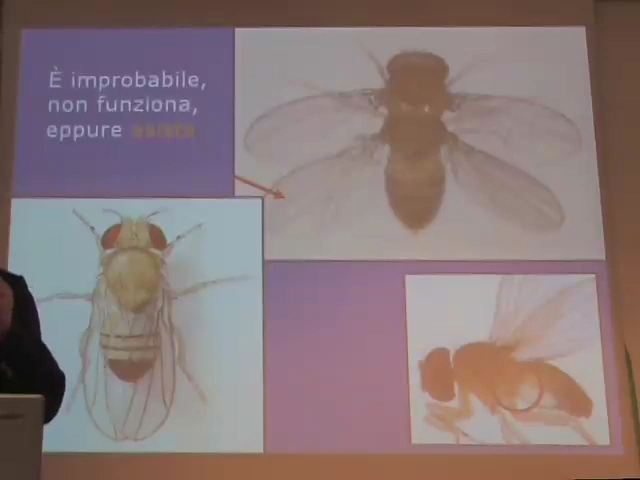 È improbabile,
non funziona,
eppure esiste